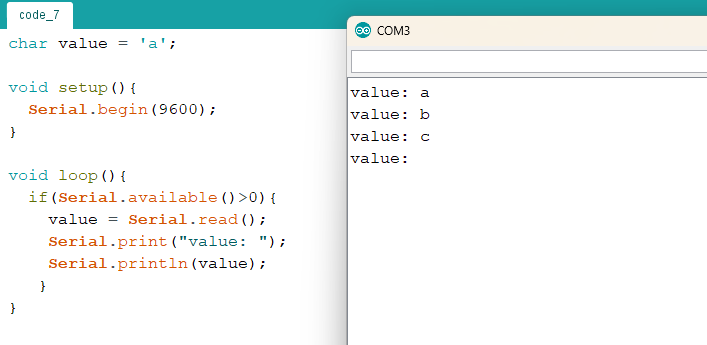 code_7
char value = 'a';
void setup(){
Serial.begin(9600);
}
void loop(){
if(Serial.available()>0){
value = Serial.read();
Serial.print("value: ");
Serial.println(value);
}
}
COM3
value: a
value: b
value: c
value: